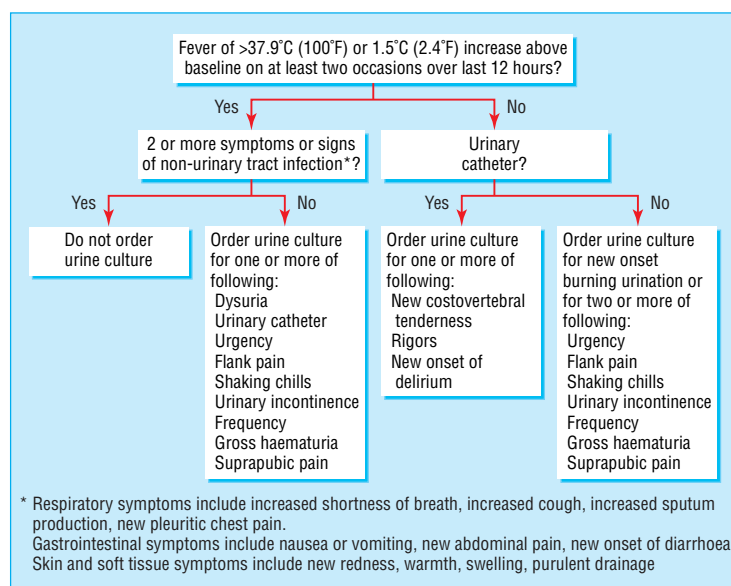 Fever of >37.9˚C (100˚F) or 1.5˚C (2.4˚F) increase above
baseline on at least two occasions over last 12 hours?
Yes
No
2 or more symptoms or signs
of non-urinary tract infection*?
Urinary
catheter?
Yes
No
Yes
No
Do not order
urine culture
Order urine culture
for one or more of
following:
Dysuria
Urinary catheter
Urgency
Flank pain
Shaking chills
Urinary incontinence
Frequency
Gross haematuria
Suprapubic pain
Order urine culture
for one or more of
following:
New costovertebral
tenderness
Rigors
New onset of
delirium
Order urine culture
for new onset
burning urination or
for two or more of
following:
Urgency
Flank pain
Shaking chills
Urinary incontinence
Frequency
Gross haematuria
Suprapubic pain
* Respiratory symptoms include increased shortness of breath, increased cough, increased sputum
production, new pleuritic chest pain.
Gastrointestinal symptoms include nausea or vomiting, new abdominal pain, new onset of diarrhoea
Skin and soft tissue symptoms include new redness, warmth, swelling, purulent drainage